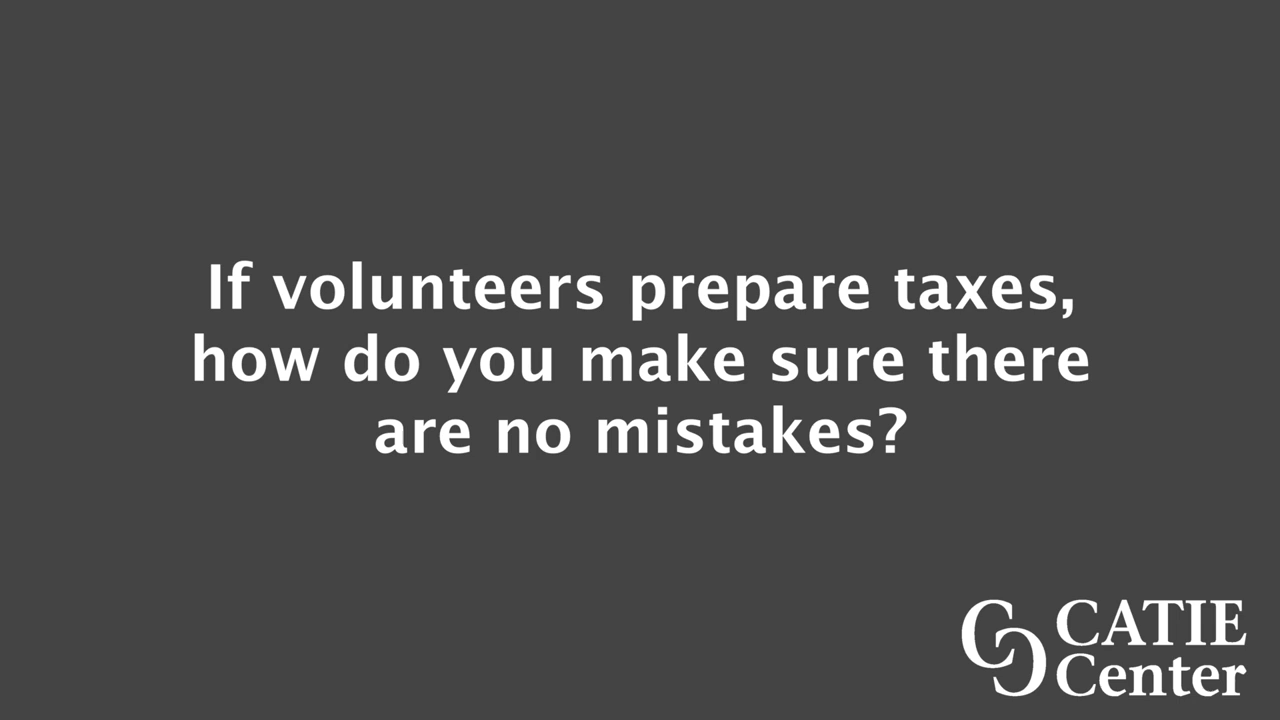 If volunteers prepare taxes,
how do you make sure there
are no mistakes?
CATIE
Center